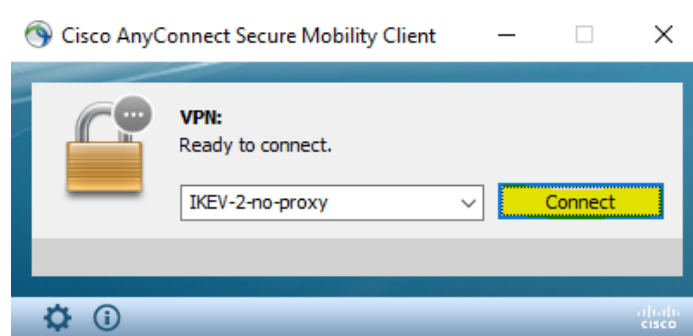 Cisco AnyConnect Secure Mobility Client
VPN:
Ready to connect.
IKEV-2-no-proxy
Connect
CISCO